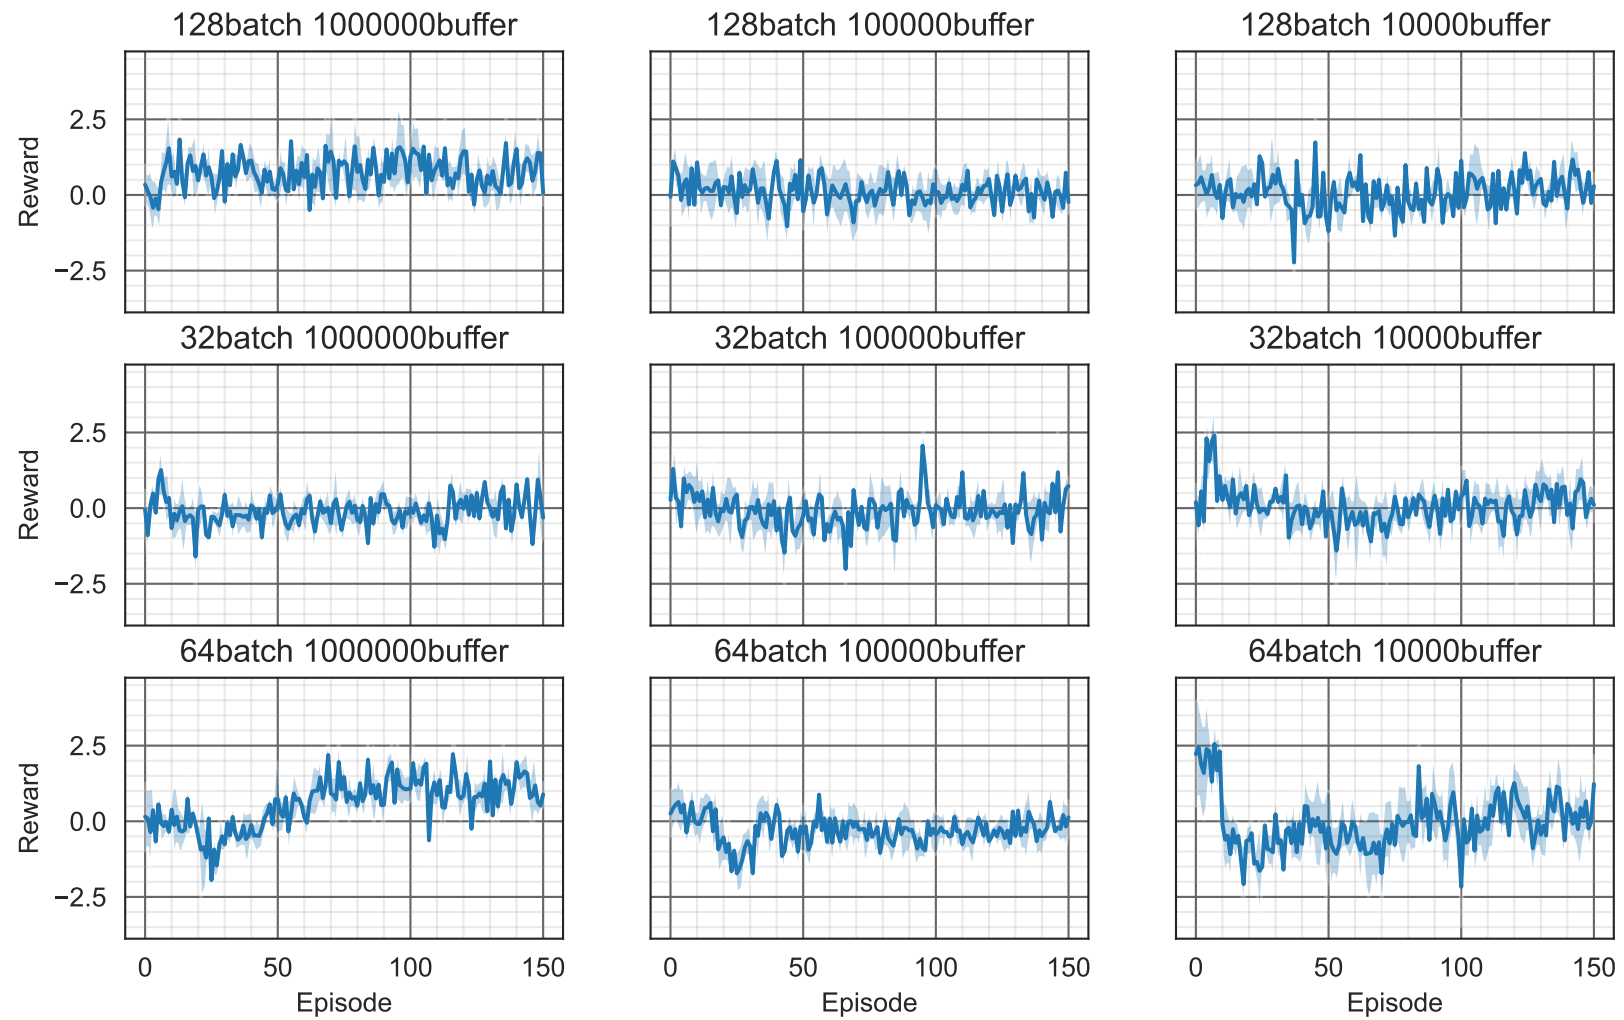 128batch 1000000buffer
128batch 100000buffer
128batch 10000buffer
Reward
2.5
0.0
−2.5
32batch 1000000buffer
32batch 100000buffer
32batch 10000buffer
Reward
2.5
0.0
−2.5
64batch 1000000buffer
64batch 100000buffer
64batch 10000buffer
Reward
2.5
0.0
−2.5
0 50 100 150
0 50 100 150
0 50 100 150
Episode
Episode
Episode